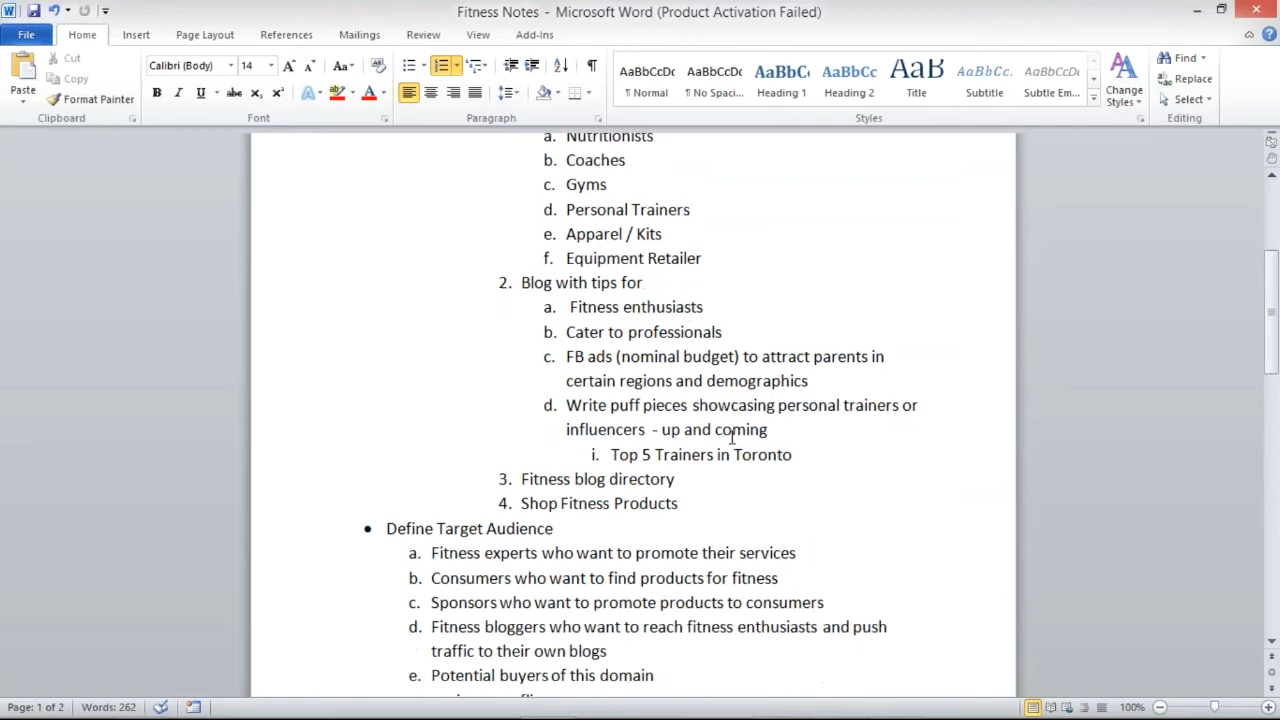 Fitness Notes - Microsoft Word (Product Activation Failed)
File Home Insert Page Layout References Mailings Review View Add-Ins
Paste
Cut
Copy
Format Painter
Clipboard
Calibri (Body) 14
Font
Paragraph
AaBbCcDc AaBbCcDc AaBbCc AaBbCc AaB AaBbCc. AaBbCcDc
¶ Normal ¶ No Spaci... Heading 1 Heading 2 Title Subtitle Subtle Em...
Styles
Change Styles
Find
Replace
Select
Editing
a. Nutritionists
b. Coaches
c. Gyms
d. Personal Trainers
e. Apparel / Kits
f. Equipment Retailer
2. Blog with tips for
a. Fitness enthusiasts
b. Cater to professionals
c. FB ads (nominal budget) to attract parents in
certain regions and demographics
d. Write puff pieces showcasing personal trainers or
influencers - up and coming
i. Top 5 Trainers in Toronto
3. Fitness blog directory
4. Shop Fitness Products
• Define Target Audience
a. Fitness experts who want to promote their services
b. Consumers who want to find products for fitness
c. Sponsors who want to promote products to consumers
d. Fitness bloggers who want to reach fitness enthusiasts and push
traffic to their own blogs
e. Potential buyers of this domain
Page: 1 of 2 Words: 262 100%